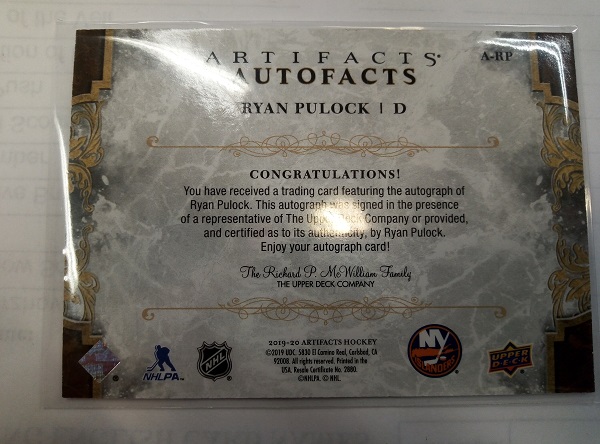 ARTIFACTS
AUTOFACTS
A-RP
RYAN PULOCK | D
CONGRATULATIONS!
You have received a trading card featuring the autograph of
Ryan Pulock. This autograph was signed in the presence
of a representative of The Upper Deck Company or provided,
and certified as to its authenticity, by Ryan Pulock.
Enjoy your autograph card!
The Richard P. McWilliam Family
THE UPPER DECK COMPANY
2019-20 ARTIFACTS HOCKEY
©2019 UDC. 5830 El Camino Real, Carlsbad, CA
92008. All rights reserved. Printed in the
USA. Resale Certificate No. 2880.
©NHLPA. © NHL.
NHLPA
NHL
NY
ISLANDERS
UPPER
DECK